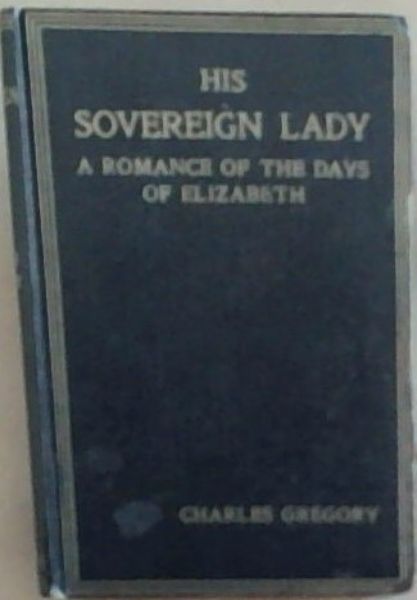 HIS
SOVEREIGN LADY
A ROMANCE OF THE DAYS
OF ELIZABETH
CHARLES GREGORY